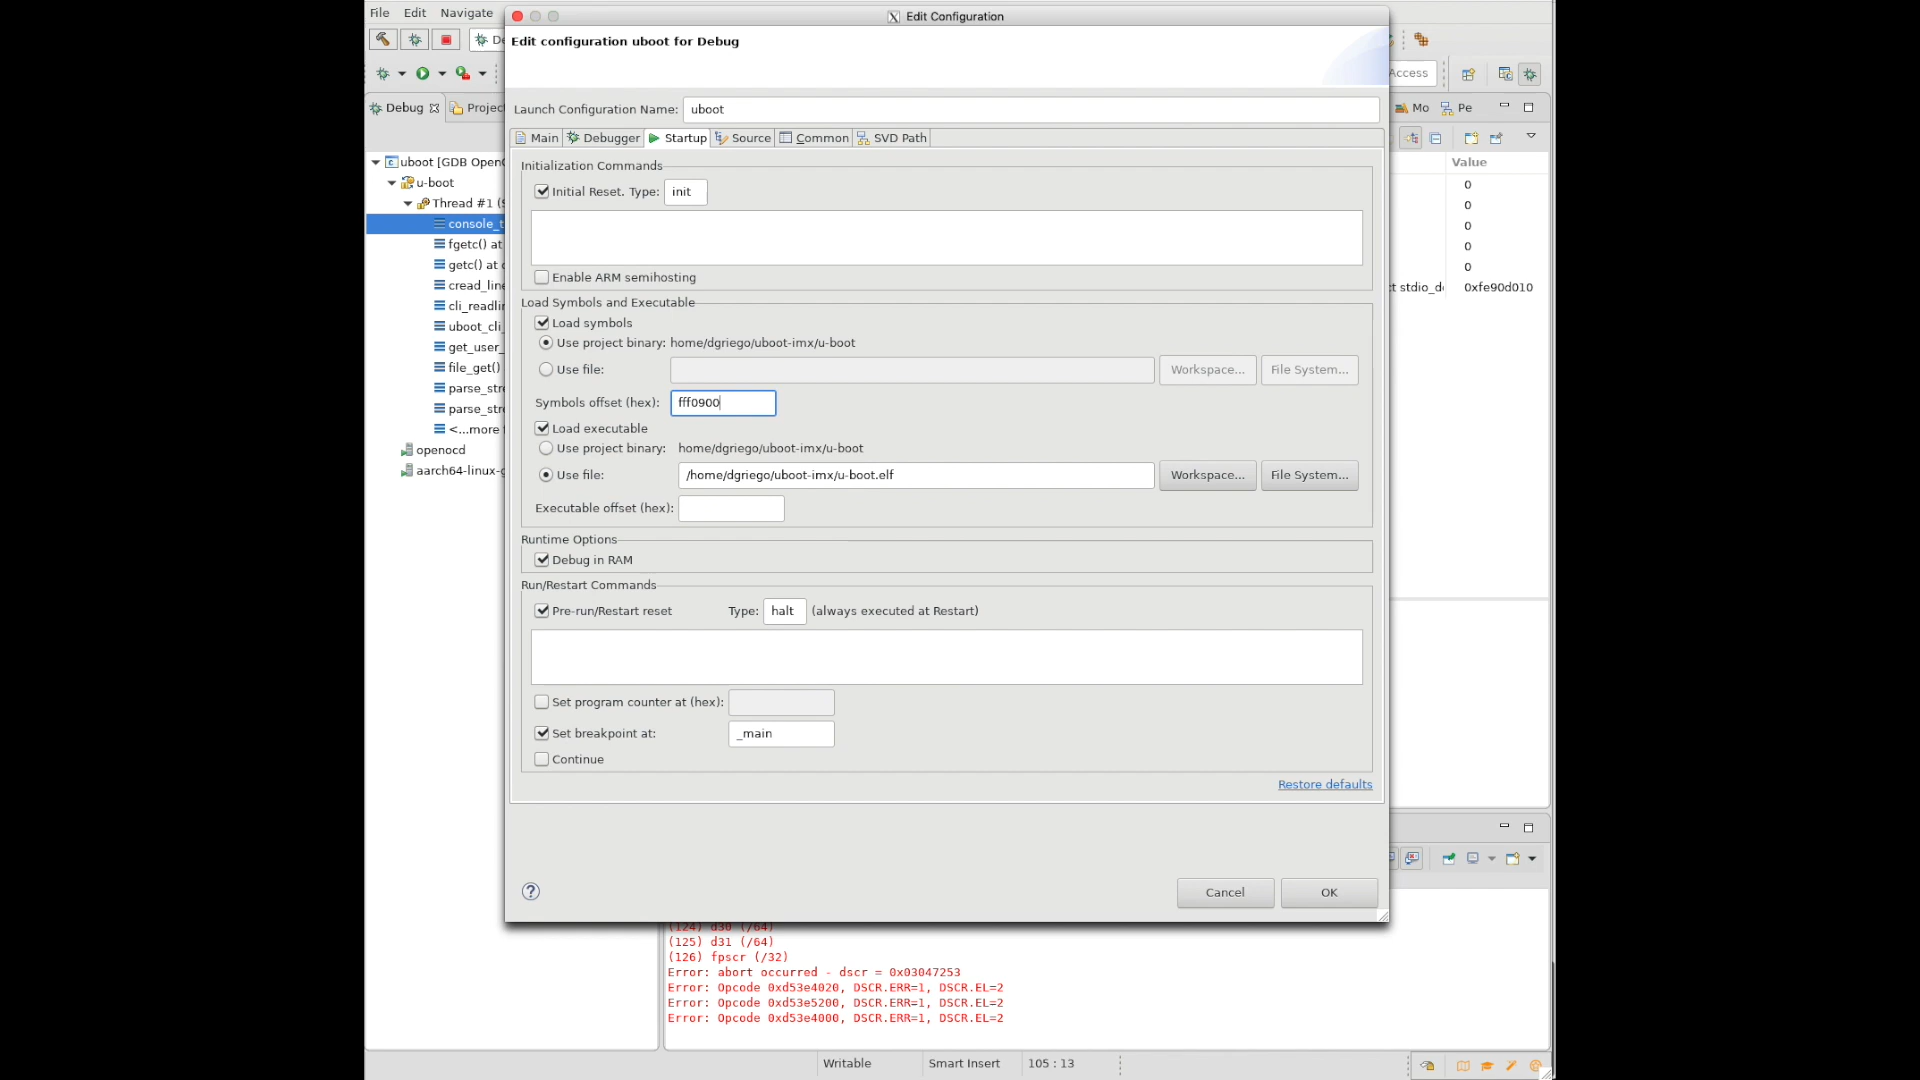 File Edit Navigate
Edit Configuration
Edit configuration uboot for Debug
Access
Launch Configuration Name: uboot
Debug
Mo Pe
Main Debugger Startup Source Common SVD Path
Value
Initialization Commands
Initial Reset. Type: init
Enable ARM semihosting
Load Symbols and Executable
Load symbols
Use project binary: home/dgriego/uboot-imx/u-boot
Use file: Workspace... File System...
Symbols offset (hex): fff0900
Load executable
Use project binary: home/dgriego/uboot-imx/u-boot
Use file: /home/dgriego/uboot-imx/u-boot.elf Workspace... File System...
Executable offset (hex):
Runtime Options
Debug in RAM
Run/Restart Commands
Pre-run/Restart reset Type: halt (always executed at Restart)
Set program counter at (hex):
Set breakpoint at: _main
Continue
Restore defaults
? Cancel OK
uboot [GDB Open
u-boot
Thread #1
console_t
fgetc() at
getc() at
cread_line
cli_readli
uboot_cli_
get_user_
file_get()
parse_stre
parse_stre
<...more
openocd
aarch64-linux-g
0
0
0
0
0
stdio_d 0xfe90d010
(124) d30 (/64)
(125) d31 (/64)
(126) fpscr (/32)
Error: abort occurred - dscr = 0x03047253
Error: Opcode 0xd53e4020, DSCR.ERR=1, DSCR.EL=2
Error: Opcode 0xd53e5200, DSCR.ERR=1, DSCR.EL=2
Error: Opcode 0xd53e4000, DSCR.ERR=1, DSCR.EL=2
Writable Smart Insert 105 : 13